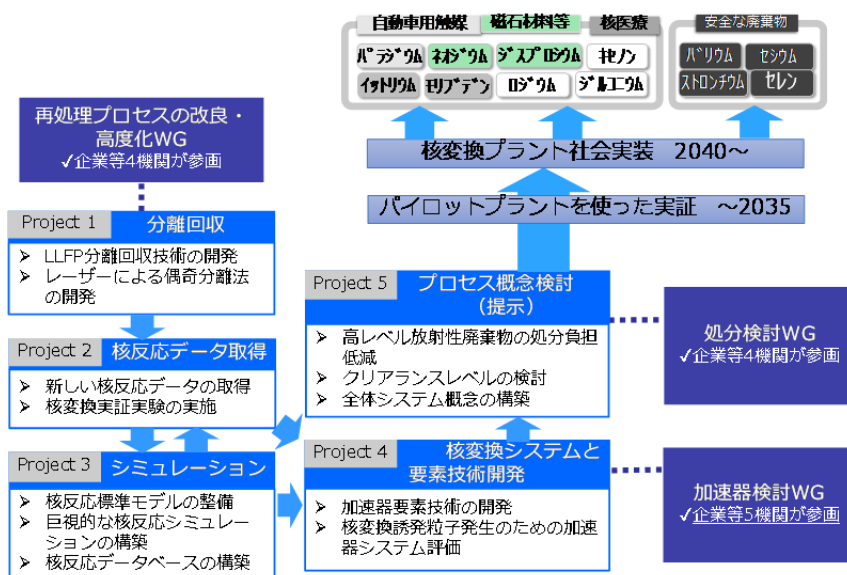 自動車用触媒 磁石材料等 核医療
パラジウム ネオジウム ジスプロシウム キセノン
イットリウム モリブデン ロジウム ジルコニウム
安全な廃棄物
バリウム セシウム
ストロンチウム セレン
再処理プロセスの改良・
高度化WG
✓企業等4機関が参画
核変換プラント社会実装 2040～
パイロットプラントを使った実証 ～2035
Project 1 分離回収
➢ LLFP分離回収技術の開発
➢ レーザーによる偶奇分離法
の開発
Project 2 核反応データ取得
➢ 新しい核反応データの取得
➢ 核変換実証実験の実施
Project 3 シミュレーション
➢ 核反応標準モデルの整備
➢ 巨視的な核反応シミュレー
ションの構築
➢ 核反応データベースの構築
Project 5 プロセス概念検討
（提示）
➢ 高レベル放射性廃棄物の処分負担
低減
➢ クリアランスレベルの検討
➢ 全体システム概念の構築
Project 4 核変換システムと
要素技術開発
➢ 加速器要素技術の開発
➢ 核変換誘発粒子発生のための加速
器システム評価
処分検討WG
✓企業等4機関が参画
加速器検討WG
✓企業等5機関が参画